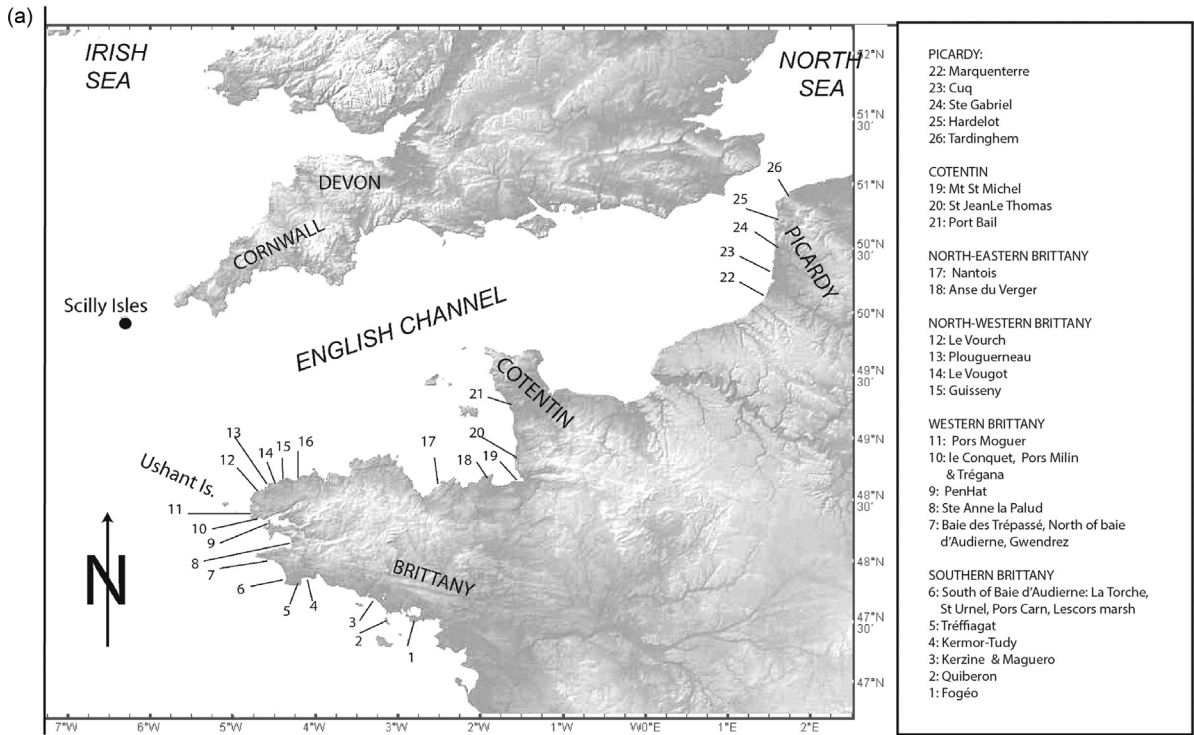 (a)
IRISH
SEA
NORTH
SEA
DEVON
CORNWALL
Scilly Isles
ENGLISH CHANNEL
COTENTIN
PICARDY
BRITTANY
Ushant Is.
N
26
25
24
23
22
21
20
19
18
17
16
15
14
13
12
11
10
9
8
7
6
5
4
3
2
1
52°N
51°N
30'
51°N
50°N
30'
50°N
49°N
30'
49°N
48°N
30'
48°N
47°N
30'
47°N
7°W
6°W
5°W
4°W
3°W
2°W
1°W
W0°E
1°E
2°E
PICARDY:
22: Marquenterre
23: Cuq
24: Ste Gabriel
25: Hardelot
26: Tardinghem
COTENTIN
19: Mt St Michel
20: St JeanLe Thomas
21: Port Bail
NORTH-EASTERN BRITTANY
17: Nantois
18: Anse du Verger
NORTH-WESTERN BRITTANY
12: Le Vourch
13: Plouguerneau
14: Le Vougot
15: Guisseny
WESTERN BRITTANY
11: Pors Moguer
10: le Conquet, Pors Milin
& Trégana
9: PenHat
8: Ste Anne la Palud
7: Baie des Trépassé, North of baie
d'Audierne, Gwendrez
SOUTHERN BRITTANY
6: South of Baie d'Audierne: La Torche,
St Urnel, Pors Carn, Lescors marsh
5: Tréffiagat
4: Kermor-Tudy
3: Kerzine & Maguero
2: Quiberon
1: Fogéo